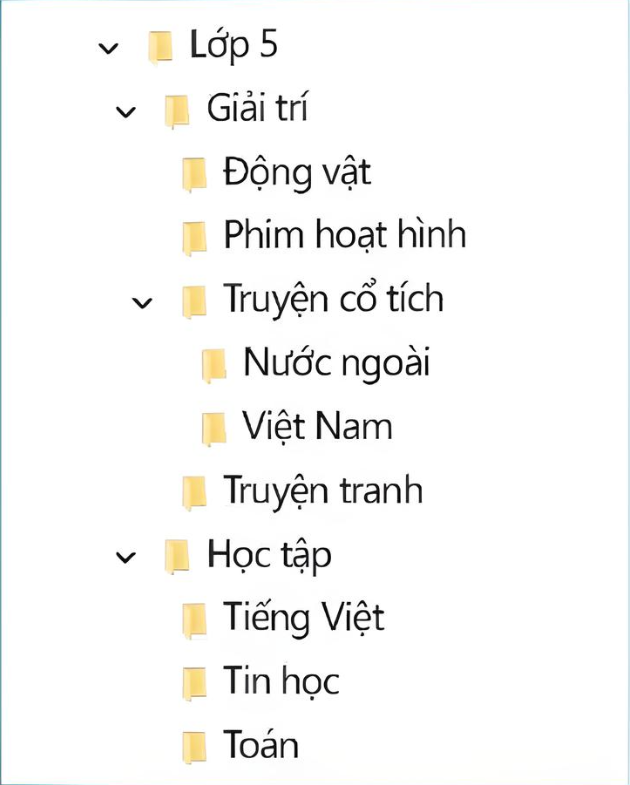 Lớp 5
Giải trí
Động vật
Phim hoạt hình
Truyện cổ tích
Nước ngoài
Việt Nam
Truyện tranh
Học tập
Tiếng Việt
Tin học
Toán